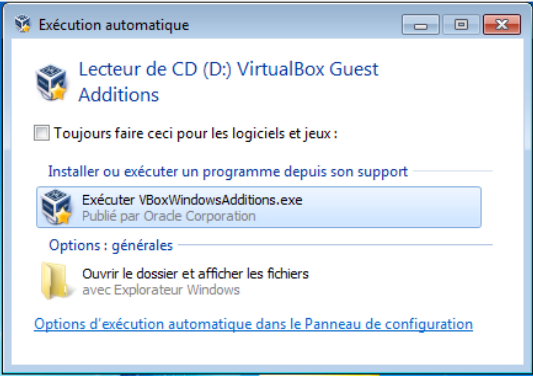 Exécution automatique
Lecteur de CD (D:) VirtualBox Guest
Additions
Toujours faire ceci pour les logiciels et jeux :
Installer ou exécuter un programme depuis son support
Exécuter VBoxWindowsAdditions.exe
Publié par Oracle Corporation
Options : générales
Ouvrir le dossier et afficher les fichiers
avec Explorateur Windows
Options d'exécution automatique dans le Panneau de configuration